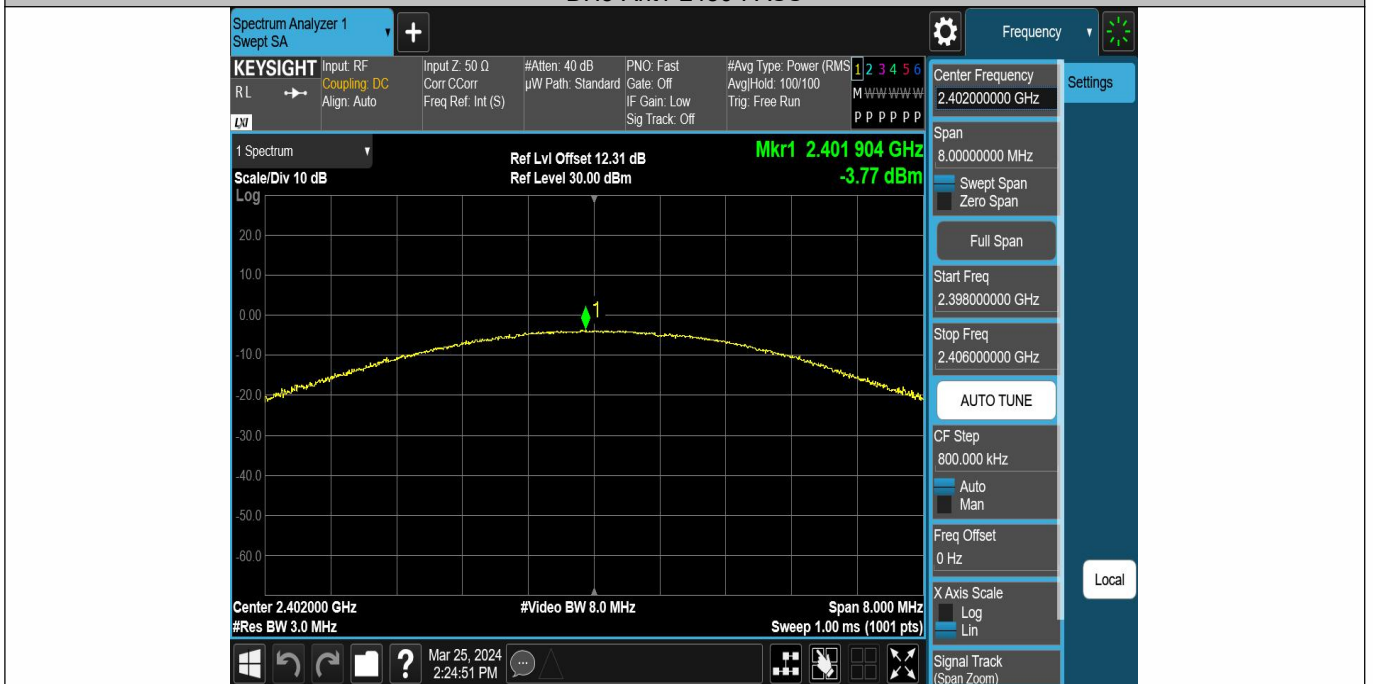 Spectrum Analyzer 1
Swept SA
Frequency
KEYSIGHT
R L
LXI
Input: RF
Coupling: DC
Align: Auto
Input Z: 50 Ω
Corr CCorr
Freq Ref: Int (S)
#Atten: 40 dB
µW Path: Standard
PNO: Fast
Gate: Off
IF Gain: Low
Sig Track: Off
#Avg Type: Power (RMS
Avg|Hold: 100/100
Trig: Free Run
1 2 3 4 5 6
M W W W W W
P P P P P P
1 Spectrum
Scale/Div 10 dB
Log
Ref Lvl Offset 12.31 dB
Ref Level 30.00 dBm
Mkr1 2.401 904 GHz
-3.77 dBm
20.0
10.0
0.00
-10.0
-20.0
-30.0
-40.0
-50.0
-60.0
1
Center 2.402000 GHz
#Res BW 3.0 MHz
#Video BW 8.0 MHz
Span 8.000 MHz
Sweep 1.00 ms (1001 pts)
Center Frequency
2.402000000 GHz
Settings
Span
8.00000000 MHz
Swept Span
Zero Span
Full Span
Start Freq
2.398000000 GHz
Stop Freq
2.406000000 GHz
AUTO TUNE
CF Step
800.000 kHz
Auto
Man
Freq Offset
0 Hz
Local
X Axis Scale
Log
Lin
Signal Track
(Span Zoom)
?
Mar 25, 2024
2:24:51 PM